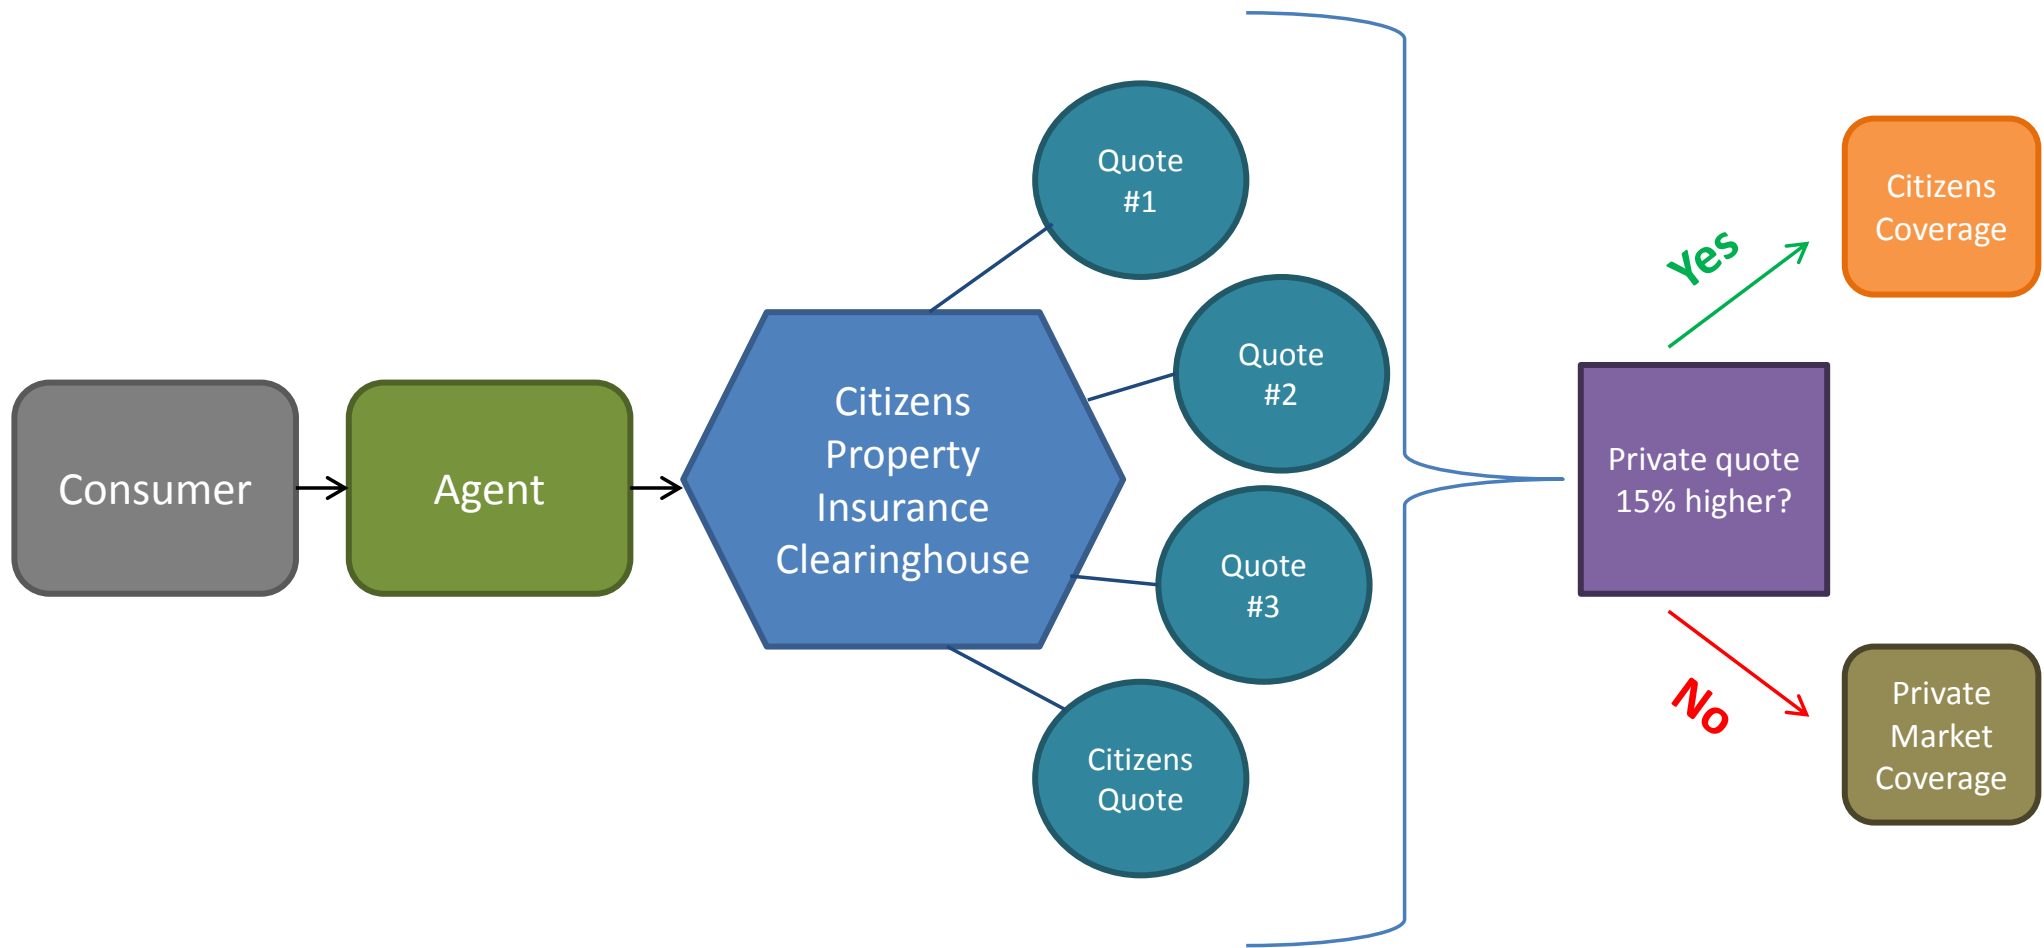 Consumer
Agent
Citizens
Property
Insurance
Clearinghouse
Quote
#1
Quote
#2
Quote
#3
Citizens
Quote
Private quote
15% higher?
Yes
No
Citizens
Coverage
Private
Market
Coverage